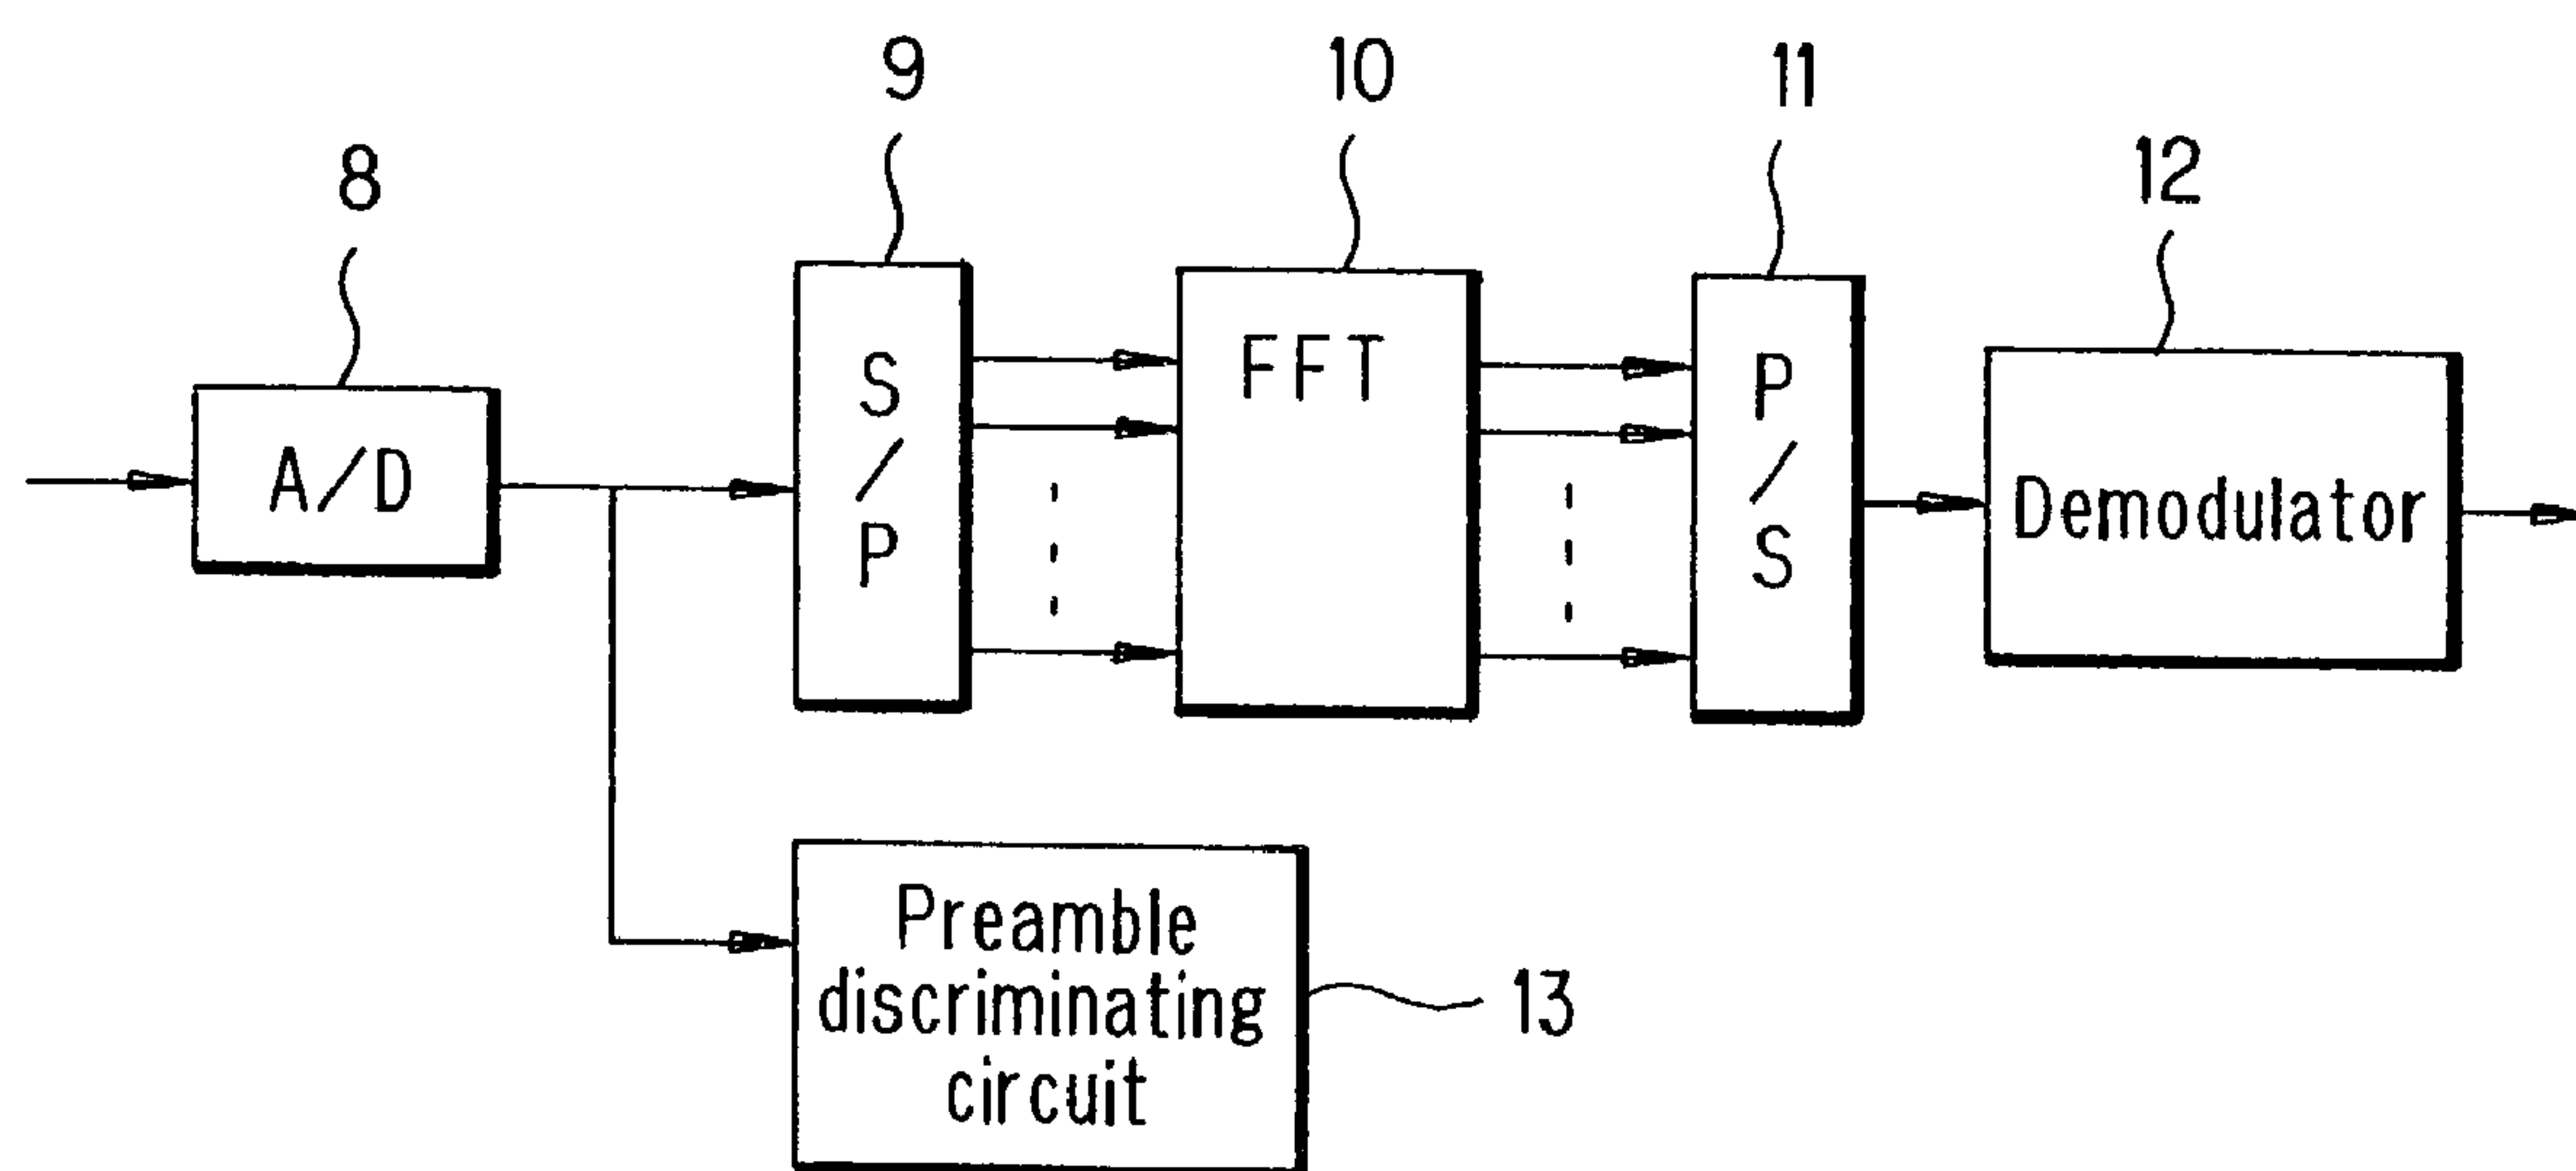 9
10
11
8
12
A/D
S
/
P
FFT
P
/
S
Demodulator
Preamble
discriminating
circuit
13